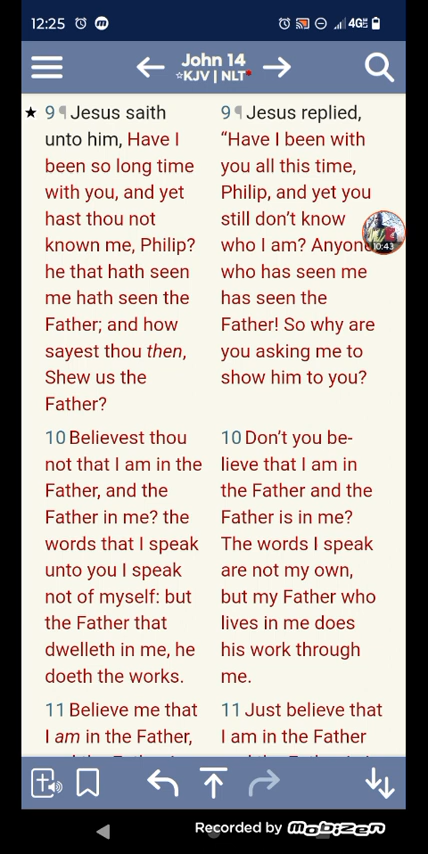 12:25
4GE
John 14
☆KJV | NLT
★ 9 ¶ Jesus saith
unto him, Have I
been so long time
with you, and yet
hast thou not
known me, Philip?
he that hath seen
me hath seen the
Father; and how
sayest thou then,
Shew us the
Father?
10 Believest thou
not that I am in the
Father, and the
Father in me? the
words that I speak
unto you I speak
not of myself: but
the Father that
dwelleth in me, he
doeth the works.
11 Believe me that
I am in the Father,
9 ¶ Jesus replied,
“Have I been with
you all this time,
Philip, and yet you
still don’t know
who I am? Anyone
who has seen me
has seen the
Father! So why are
you asking me to
show him to you?
10 Don’t you be-
lieve that I am in
the Father and the
Father is in me?
The words I speak
are not my own,
but my Father who
lives in me does
his work through
me.
11 Just believe that
I am in the Father
10:43
Recorded by Mobizen